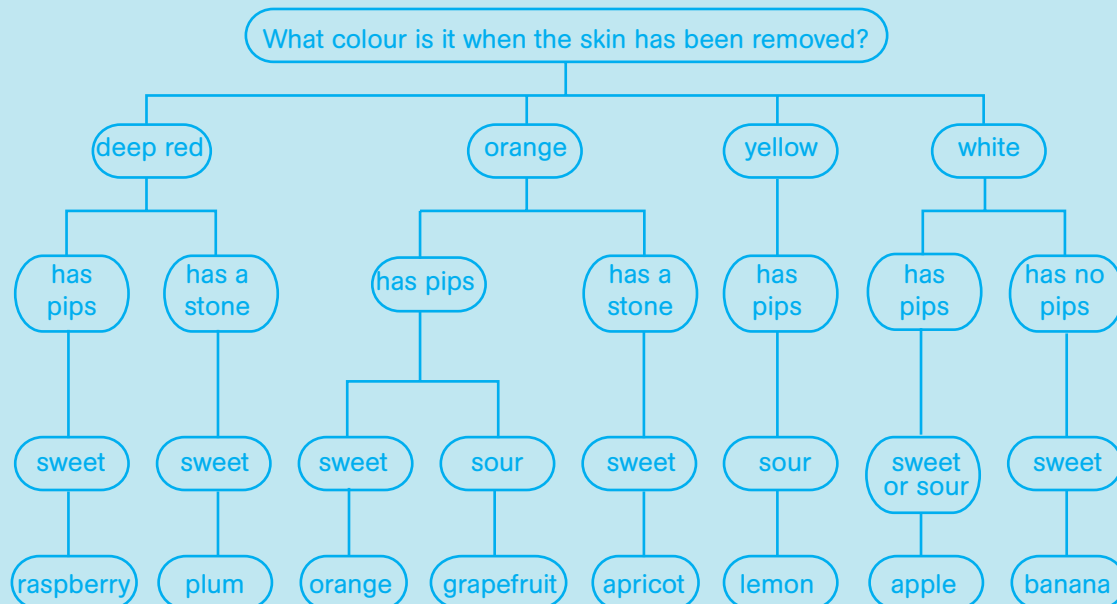 What colour is it when the skin has been removed?
deep red
orange
yellow
white
has
pips
has a
stone
has pips
has a
stone
has
pips
has
pips
has no
pips
sweet
sweet
sweet
sour
sweet
sour
sweet
or sour
sweet
raspberry
plum
orange
grapefruit
apricot
lemon
apple
banana